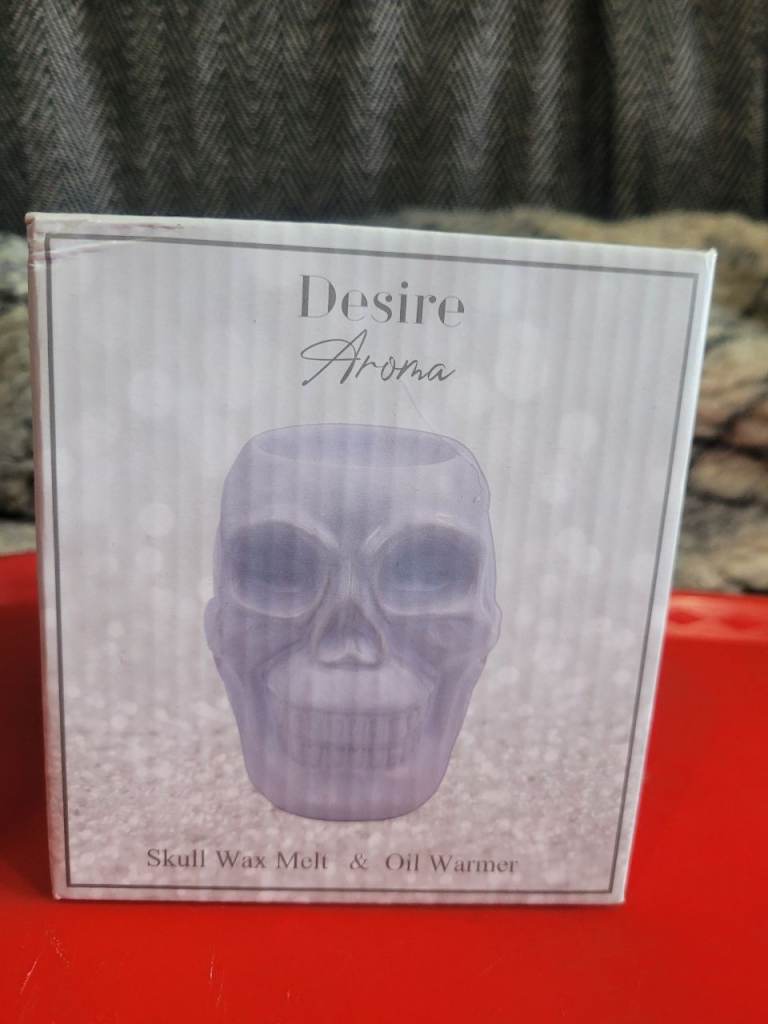 Desire
Aroma
Skull Wax Melt & Oil Warmer